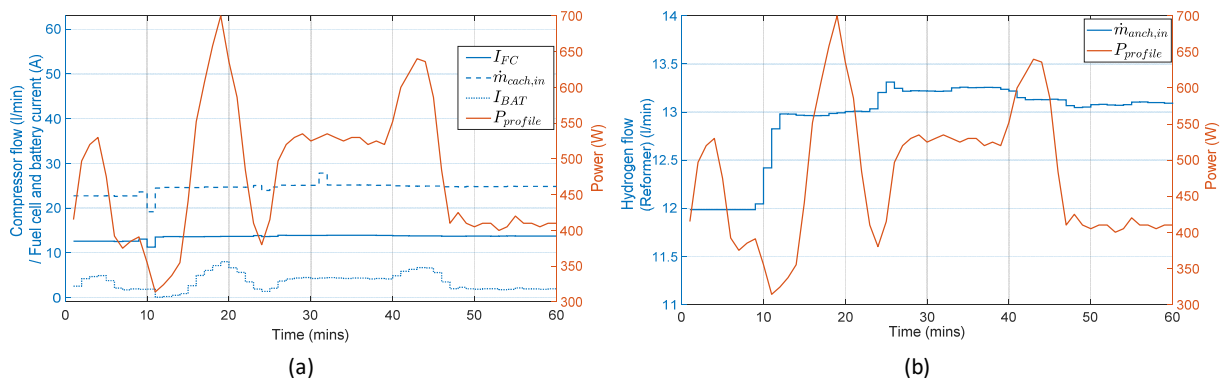 Compressor flow (l/min)
/ Fuel cell and battery current (A)
60
50
40
30
20
10
0
I_FC
ṁ_cach,in
I_BAT
P_profile
700
650
600
550
500
450
400
350
300
Power (W)
0 10 20 30 40 50 60
Time (mins)
(a)
Hydrogen flow
(Reformer) (l/min)
14
13.5
13
12.5
12
11.5
11
ṁ_anch,in
P_profile
700
650
600
550
500
450
400
350
300
Power (W)
0 10 20 30 40 50 60
Time (mins)
(b)